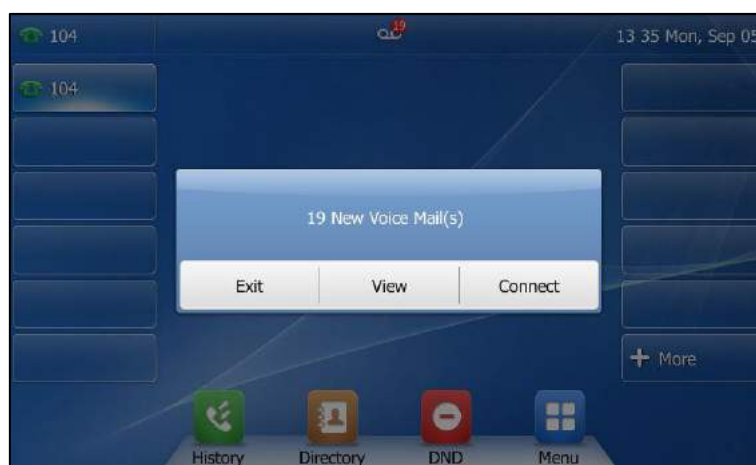 104
19
13 35 Mon, Sep 05
104
19 New Voice Mail(s)
Exit
View
Connect
More
History
Directory
DND
Menu